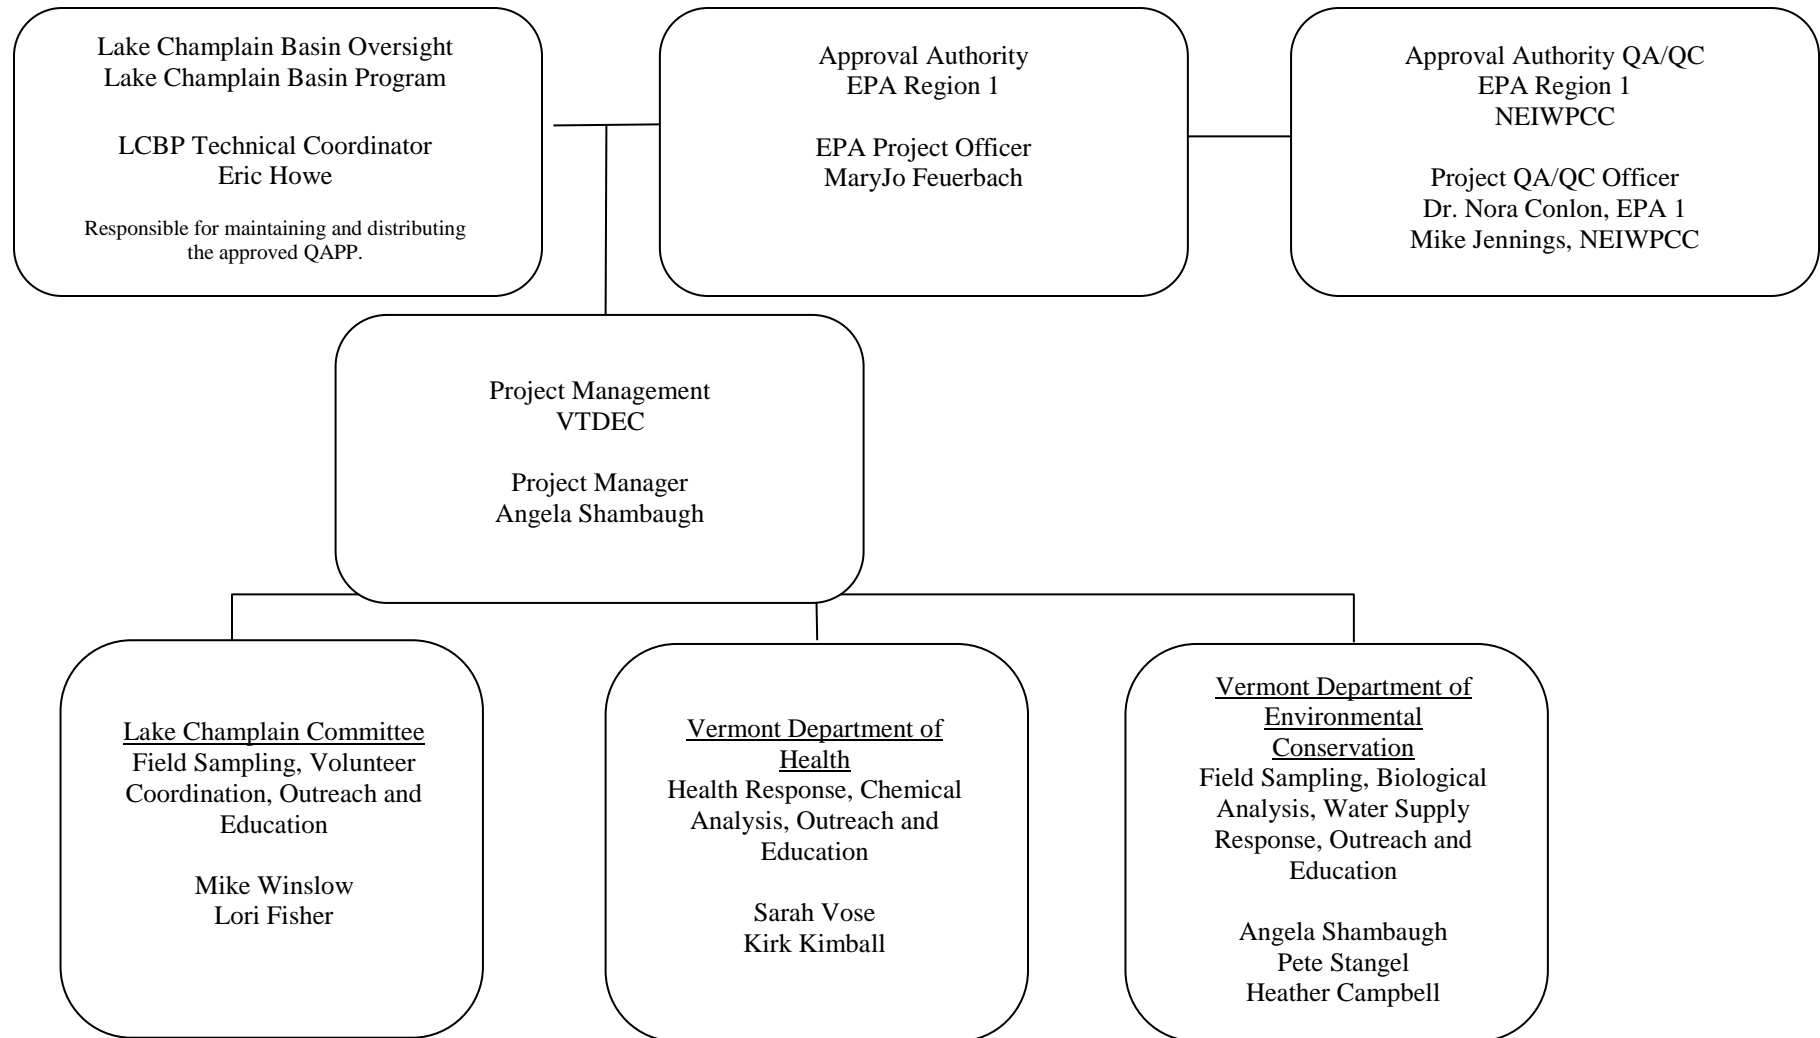 Lake Champlain Basin Oversight
Lake Champlain Basin Program
LCBP Technical Coordinator
Eric Howe
Responsible for maintaining and distributing
the approved QAPP.
Approval Authority
EPA Region 1
EPA Project Officer
MaryJo Feuerbach
Approval Authority QA/QC
EPA Region 1
NEIWPCC
Project QA/QC Officer
Dr. Nora Conlon, EPA 1
Mike Jennings, NEIWPCC
Project Management
VTDEC
Project Manager
Angela Shambaugh
Lake Champlain Committee
Field Sampling, Volunteer
Coordination, Outreach and
Education
Mike Winslow
Lori Fisher
Vermont Department of
Health
Health Response, Chemical
Analysis, Outreach and
Education
Sarah Vose
Kirk Kimball
Vermont Department of
Environmental
Conservation
Field Sampling, Biological
Analysis, Water Supply
Response, Outreach and
Education
Angela Shambaugh
Pete Stangel
Heather Campbell